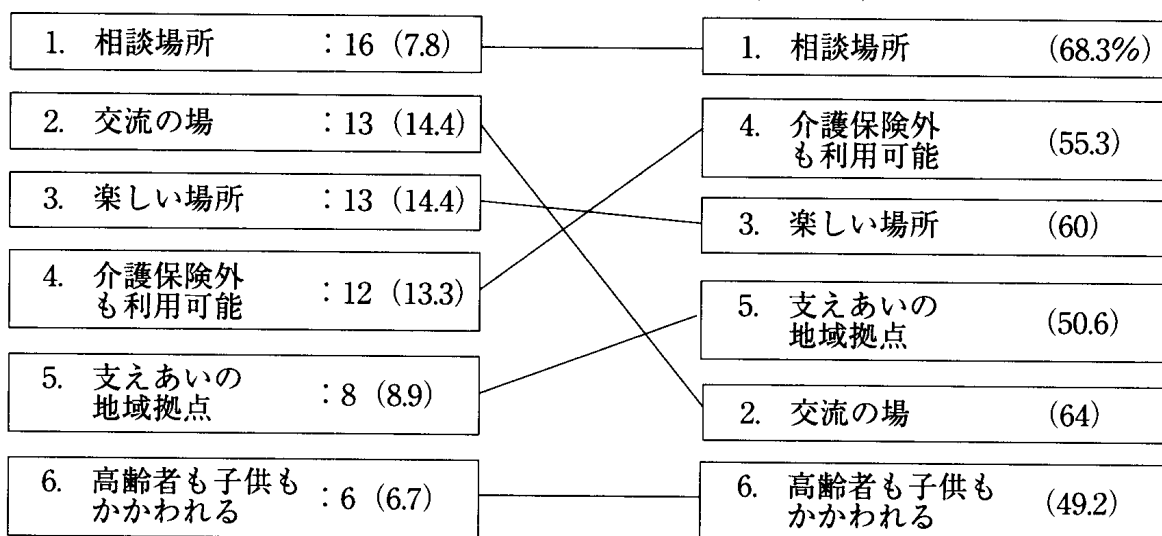 1. 相談場所 : 16 (7.8)
2. 交流の場 : 13 (14.4)
3. 楽しい場所 : 13 (14.4)
4. 介護保険外
も利用可能 : 12 (13.3)
5. 支えあいの
地域拠点 : 8 (8.9)
6. 高齢者も子供も
かかわれる : 6 (6.7)
1. 相談場所 (68.3%)
4. 介護保険外
も利用可能 (55.3)
3. 楽しい場所 (60)
5. 支えあいの
地域拠点 (50.6)
2. 交流の場 (64)
6. 高齢者も子供も
かかわれる (49.2)